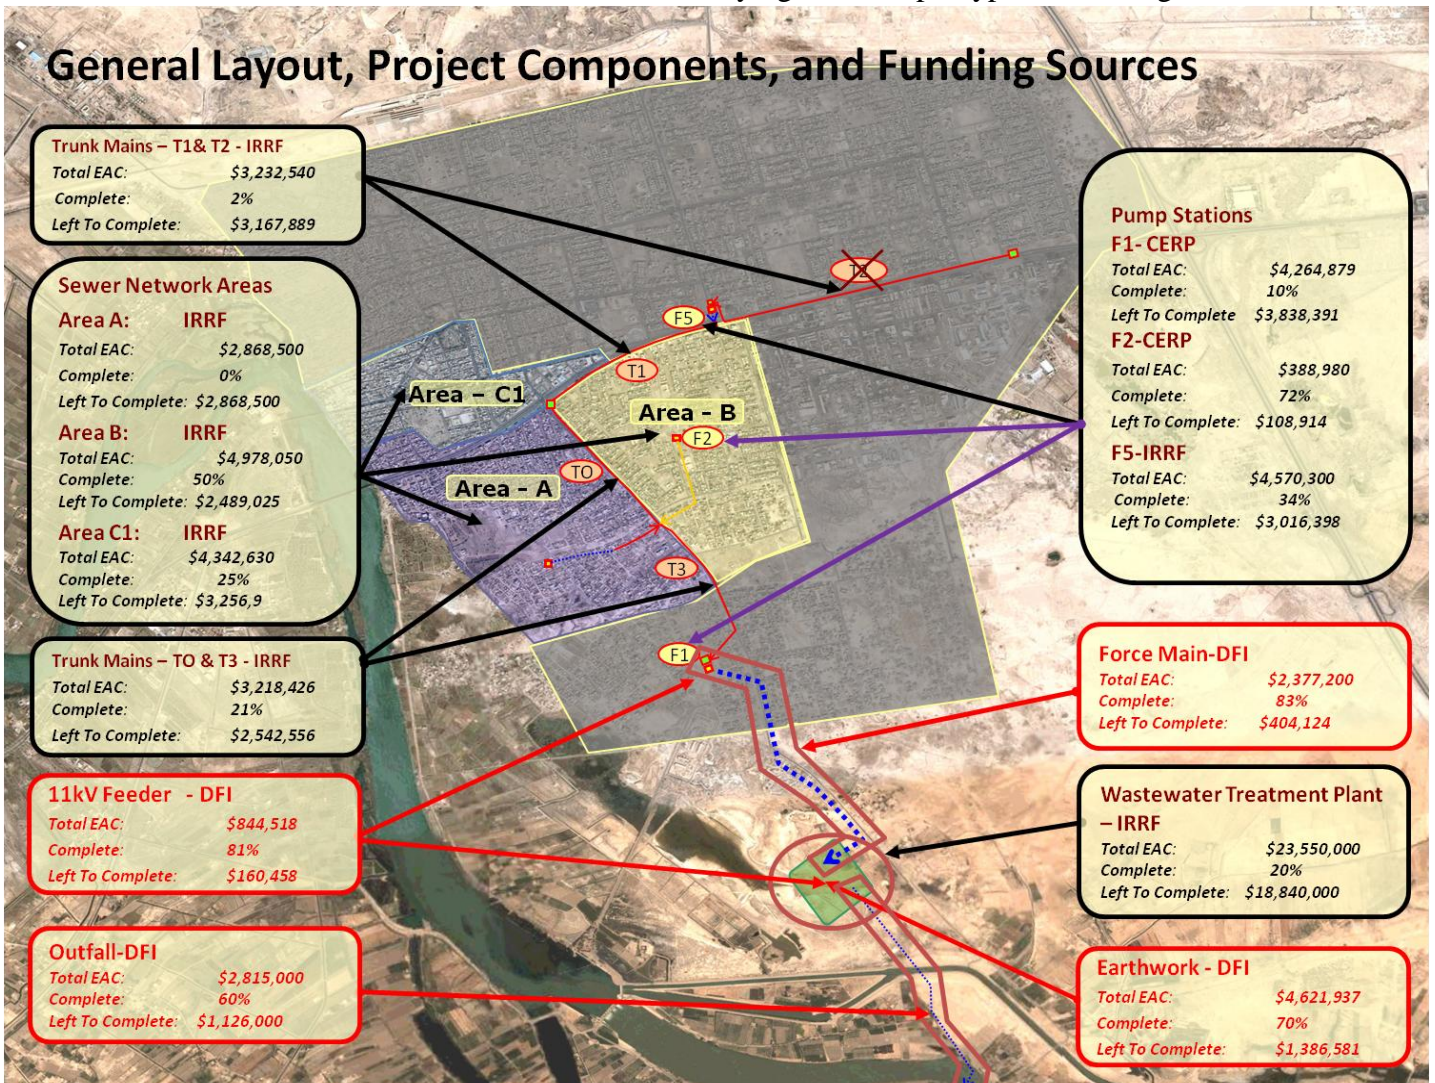 General Layout, Project Components, and Funding Sources
Trunk Mains – T1& T2 - IRRF
Total EAC: $3,232,540
Complete: 2%
Left To Complete: $3,167,889
Sewer Network Areas
Area A: IRRF
Total EAC: $2,868,500
Complete: 0%
Left To Complete: $2,868,500
Area B: IRRF
Total EAC: $4,978,050
Complete: 50%
Left To Complete: $2,489,025
Area C1: IRRF
Total EAC: $4,342,630
Complete: 25%
Left To Complete: $3,256,9
Trunk Mains – TO & T3 - IRRF
Total EAC: $3,218,426
Complete: 21%
Left To Complete: $2,542,556
11kV Feeder - DFI
Total EAC: $844,518
Complete: 81%
Left To Complete: $160,458
Outfall-DFI
Total EAC: $2,815,000
Complete: 60%
Left To Complete: $1,126,000
T2
F5
T1
Area – C1
Area - B
F2
TO
Area – A
T3
F1
Pump Stations
F1- CERP
Total EAC: $4,264,879
Complete: 10%
Left To Complete $3,838,391
F2-CERP
Total EAC: $388,980
Complete: 72%
Left To Complete: $108,914
F5-IRRF
Total EAC: $4,570,300
Complete: 34%
Left To Complete: $3,016,398
Force Main-DFI
Total EAC: $2,377,200
Complete: 83%
Left To Complete: $404,124
Wastewater Treatment Plant
– IRRF
Total EAC: $23,550,000
Complete: 20%
Left To Complete: $18,840,000
Earthwork - DFI
Total EAC: $4,621,937
Complete: 70%
Left To Complete: $1,386,581